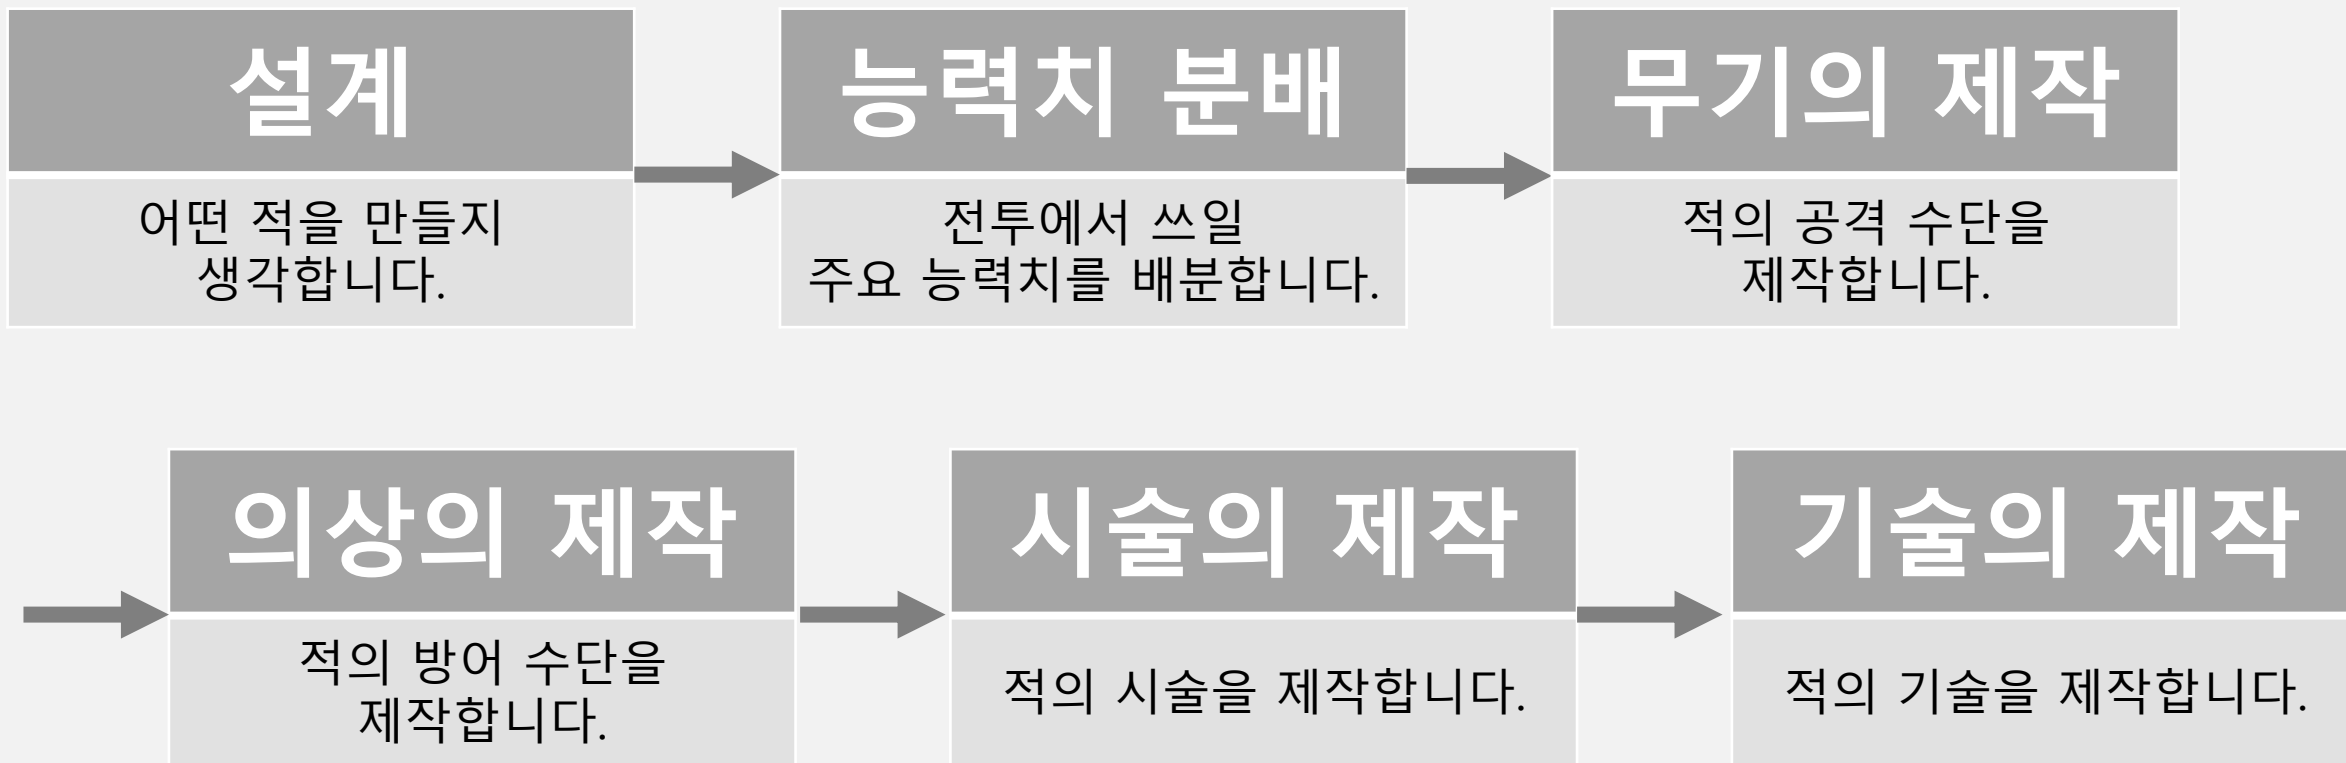 설계
어떤 적을 만들지
생각합니다.
능력치 분배
전투에서 쓰일
주요 능력치를 배분합니다.
무기의 제작
적의 공격 수단을
제작합니다.
의상의 제작
적의 방어 수단을
제작합니다.
시술의 제작
적의 시술을 제작합니다.
기술의 제작
적의 기술을 제작합니다.